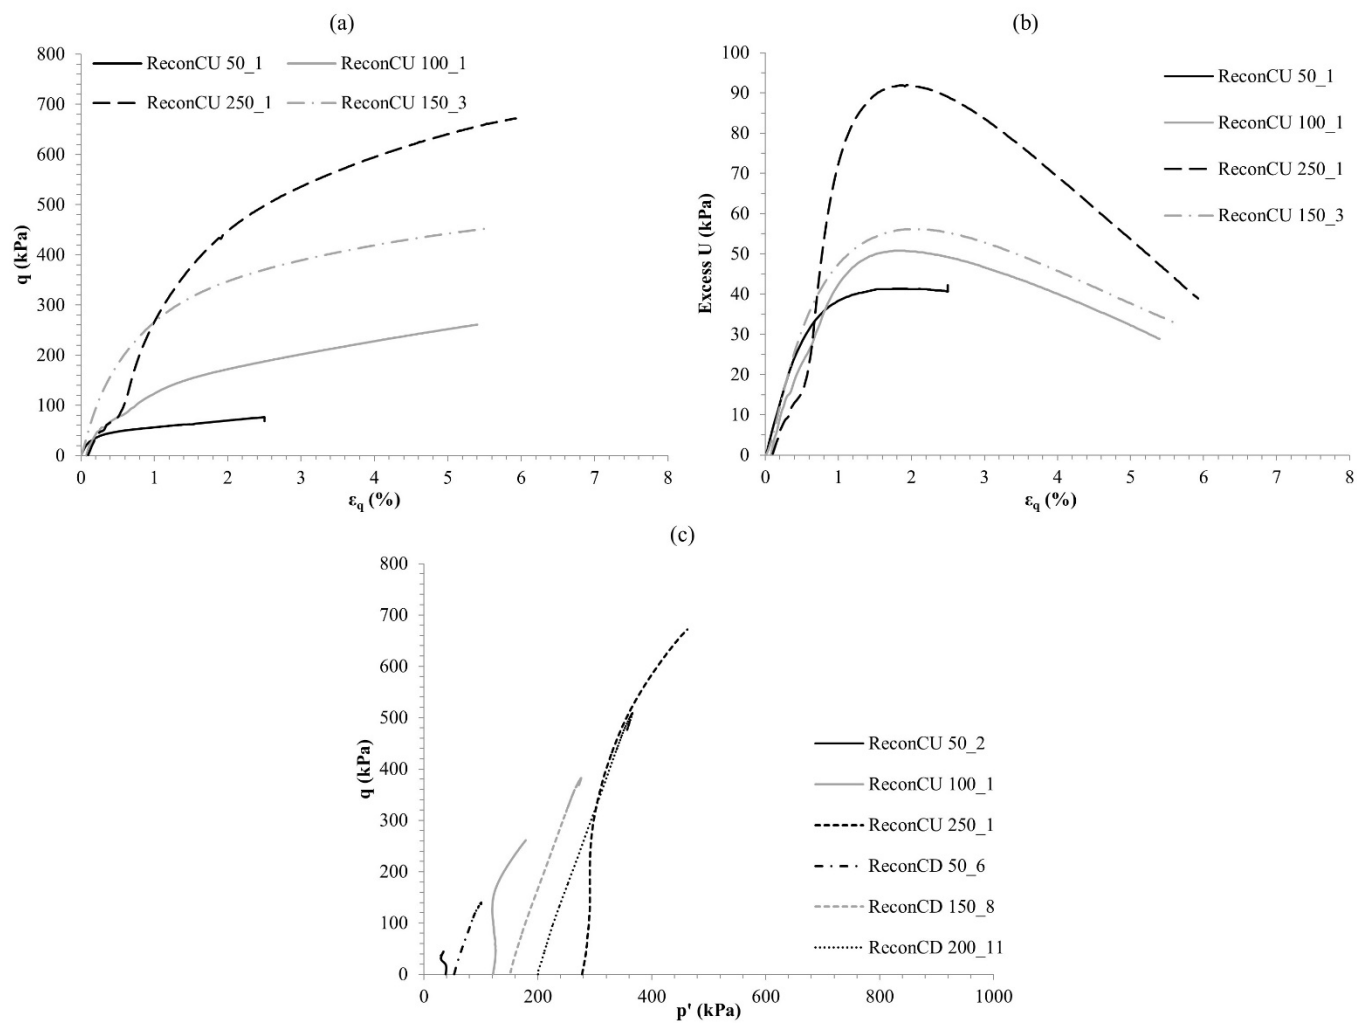 (a)
800
700
600
500
400
300
200
100
0
q (kPa)
ReconCU 50_1
ReconCU 100_1
ReconCU 250_1
ReconCU 150_3
0 1 2 3 4 5 6 7 8
εq (%)
(b)
100
90
80
70
60
50
40
30
20
10
0
Excess U (kPa)
ReconCU 50_1
ReconCU 100_1
ReconCU 250_1
ReconCU 150_3
0 1 2 3 4 5 6 7 8
εq (%)
(c)
800
700
600
500
400
300
200
100
0
q (kPa)
ReconCU 50_2
ReconCU 100_1
ReconCU 250_1
ReconCD 50_6
ReconCD 150_8
ReconCD 200_11
0 200 400 600 800 1000
p' (kPa)